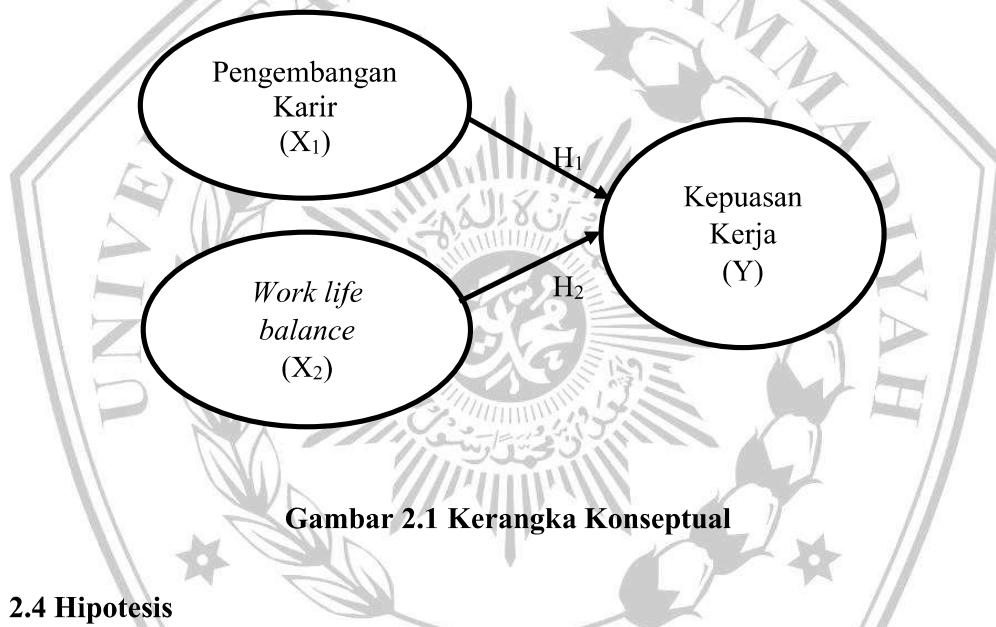 Pengembangan
Karir
(X₁)
H₁
Kepuasan
Kerja
(Y)
Work life
balance
(X₂)
H₂
Gambar 2.1 Kerangka Konseptual
2.4 Hipotesis